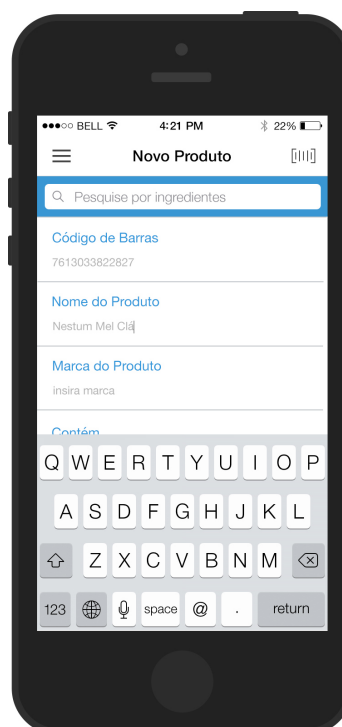 BELL 4:21 PM 22%
Novo Produto
Pesquise por ingredientes
Código de Barras
7613033822827
Nome do Produto
Nestum Mel Clá
Marca do Produto
insira marca
Contém
Q W E R T Y U I O P
A S D F G H J K L
Z X C V B N M
123 space @ . return